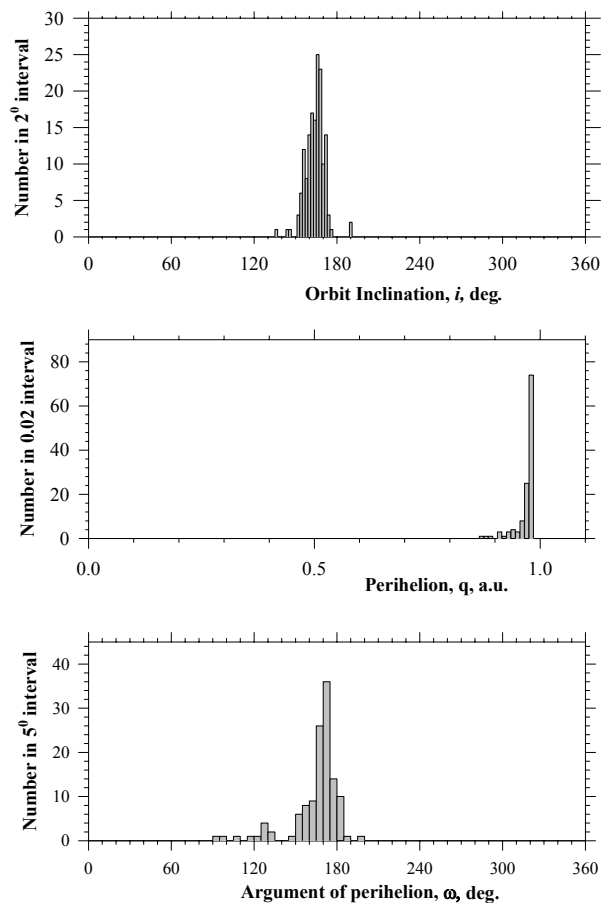 30
25
20
15
10
5
0
Number in 2⁰ interval
0 60 120 180 240 300 360
Orbit Inclination, i, deg.
80
60
40
20
0
Number in 0.02 interval
0.0 0.5 1.0
Perihelion, q, a.u.
40
30
20
10
0
Number in 5⁰ interval
0 60 120 180 240 300 360
Argument of perihelion, ω, deg.